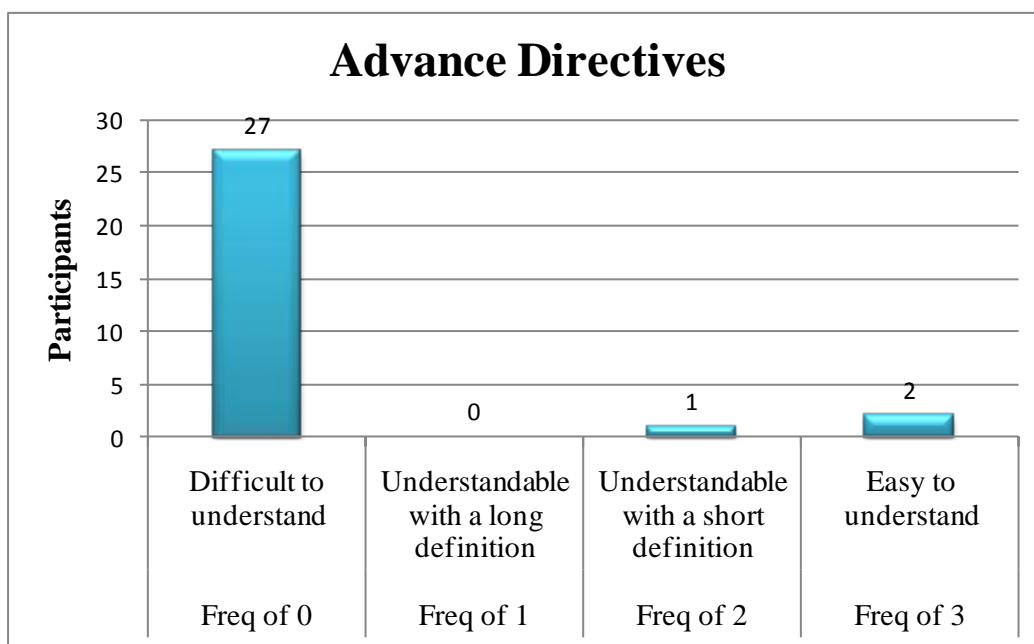 Advance Directives
Participants
30
25
20
15
10
5
0
27
0
1
2
Difficult to
understand
Understandable
with a long
definition
Understandable
with a short
definition
Easy to
understand
Freq of 0
Freq of 1
Freq of 2
Freq of 3